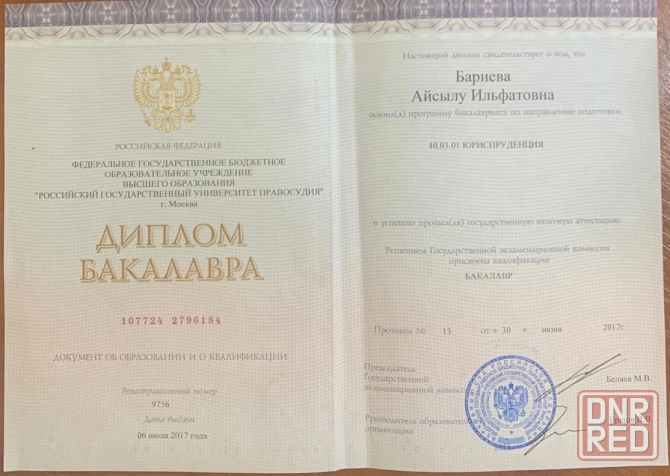 РОССИЙСКАЯ ФЕДЕРАЦИЯ
ФЕДЕРАЛЬНОЕ ГОСУДАРСТВЕННОЕ БЮДЖЕТНОЕ
ОБРАЗОВАТЕЛЬНОЕ УЧРЕЖДЕНИЕ
ВЫСШЕГО ОБРАЗОВАНИЯ
"РОССИЙСКИЙ ГОСУДАРСТВЕННЫЙ УНИВЕРСИТЕТ ПРАВОСУДИЯ"
г. Москва
ДИПЛОМ
БАКАЛАВРА
107724 2796184
ДОКУМЕНТ ОБ ОБРАЗОВАНИИ И О КВАЛИФИКАЦИИ
Регистрационный номер
9756
Дата выдачи
06 июля 2017 года
Настоящий диплом свидетельствует о том, что
Бариева
Айсылу Ильфатовна
освоил(а) программу бакалавриата по направлению подготовки
40.03.01 ЮРИСПРУДЕНЦИЯ
и успешно прошел(ла) государственную итоговую аттестацию
Решением Государственной экзаменационной комиссии
присвоена квалификация
БАКАЛАВР
Протокол № 13 от « 30 » июня 2017г.
Председатель
Государственной
экзаменационной Беляев М.В.
Руководитель
организации
DNR
RED